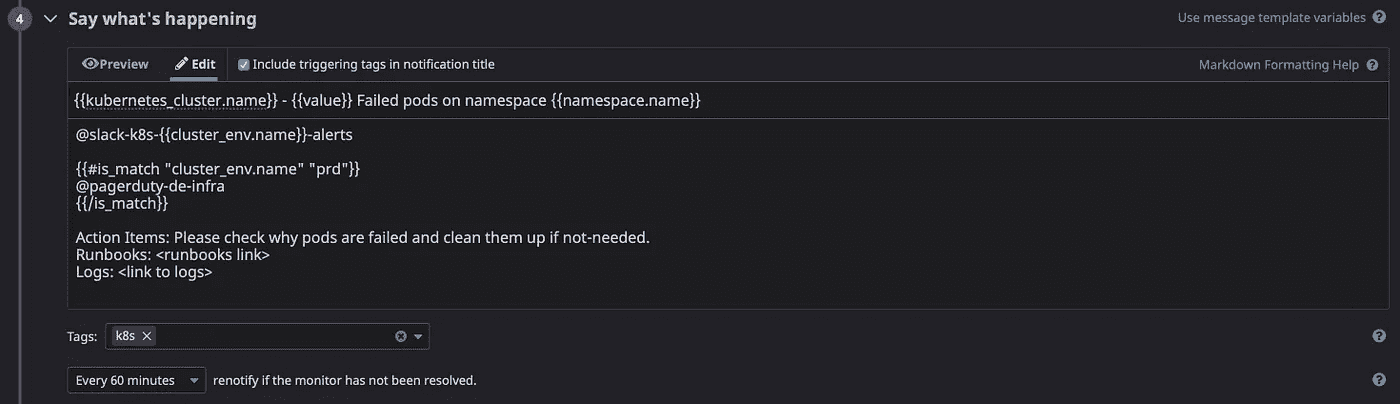 4 Say what's happening Use message template variables
Preview Edit Include triggering tags in notification title Markdown Formatting Help
{{kubernetes_cluster.name}} - {{value}} Failed pods on namespace {{namespace.name}}
@slack-k8s-{{cluster_env.name}}-alerts
{{#is_match "cluster_env.name" "prd"}}
@pagerduty-de-infra
{{/is_match}}
Action Items: Please check why pods are failed and clean them up if not-needed.
Runbooks: <runbooks link>
Logs: <link to logs>
Tags: k8s
Every 60 minutes renotify if the monitor has not been resolved.